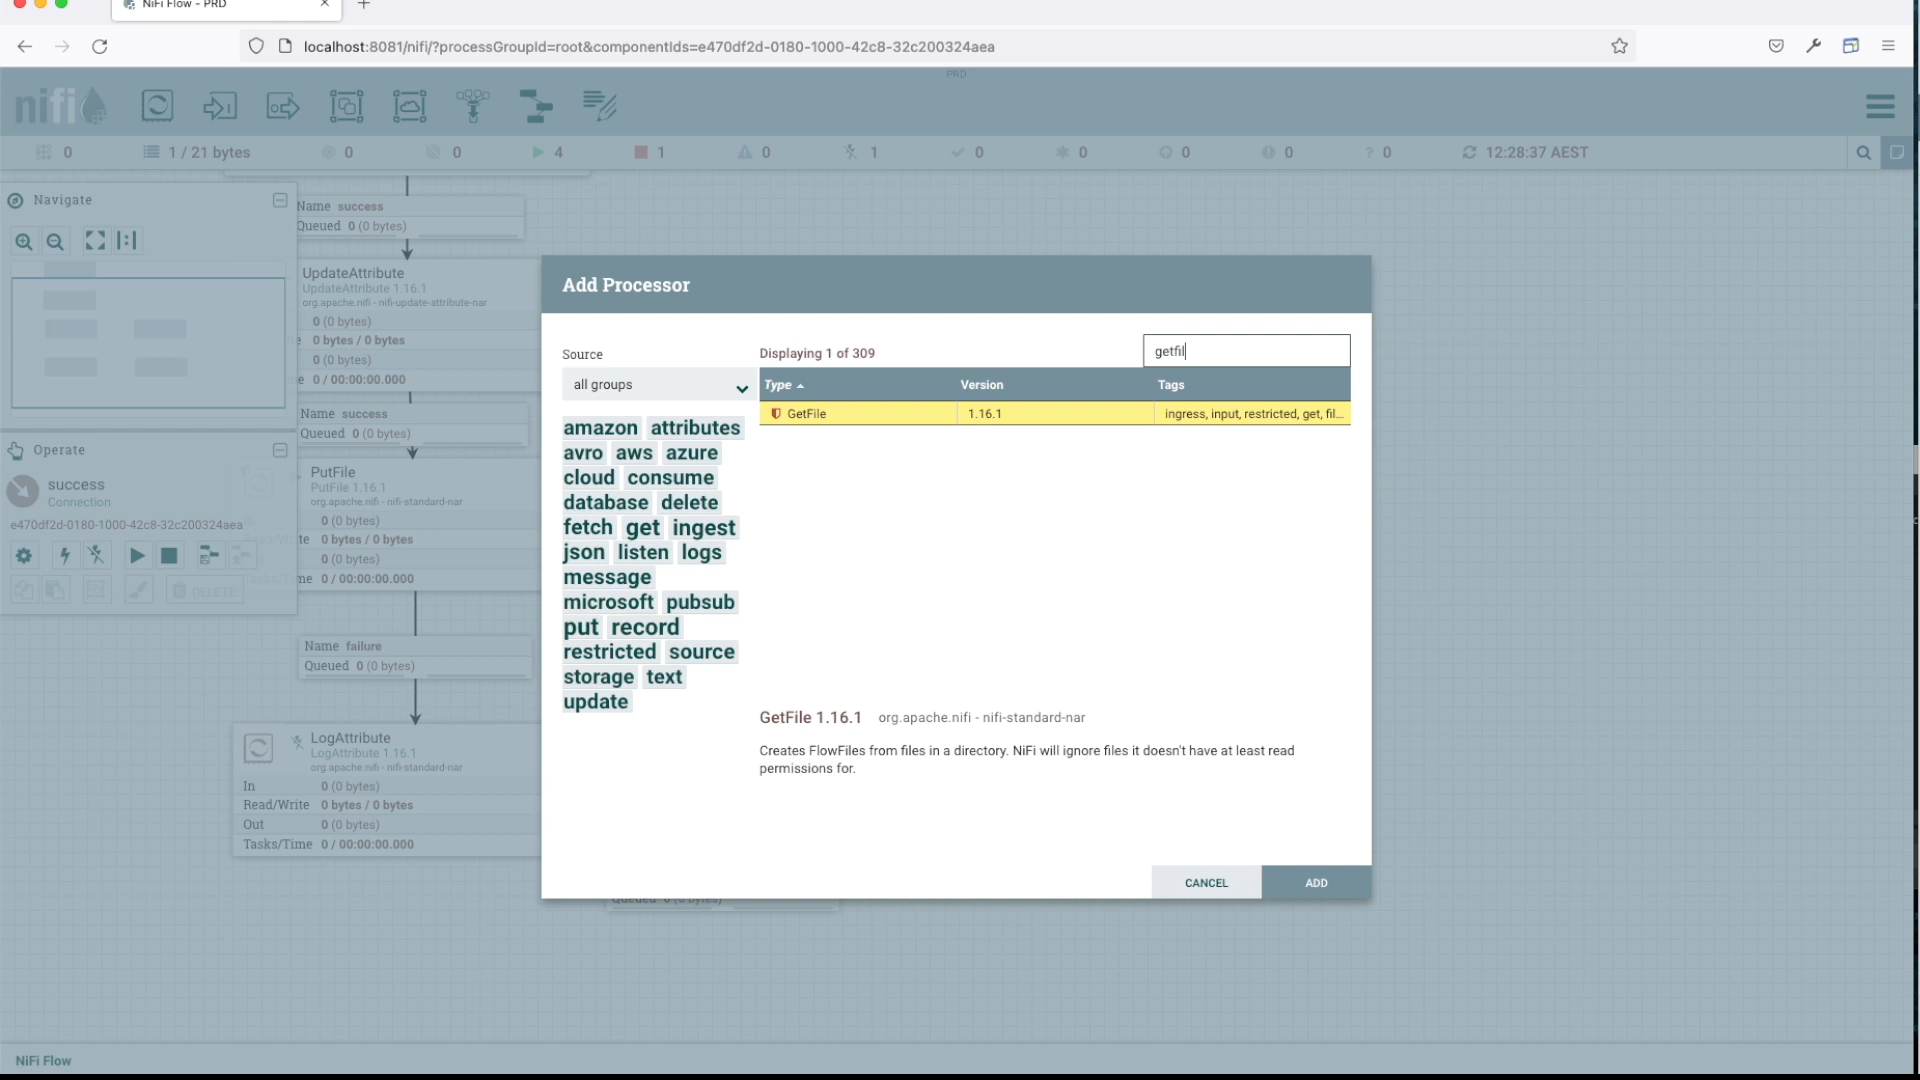 NiFi Flow - PRD
localhost:8081/nifi/?processGroupId=root&componentIds=e470df2d-0180-1000-42c8-32c200324aea
PRD
nifi
0 1 / 21 bytes 0 0 4 1 0 1 0 0 0 0 ? 0 12:28:37 AEST
Navigate
Name success
Queued 0 (0 bytes)
UpdateAttribute
UpdateAttribute 1.16.1
org.apache.nifi - nifi-update-attribute-nar
0 (0 bytes)
0 bytes / 0 bytes
0 (0 bytes)
0 / 00:00:00.000
Name success
Queued 0 (0 bytes)
Operate
success
Connection
e470df2d-0180-1000-42c8-32c200324aea
DELETE
PutFile
PutFile 1.16.1
org.apache.nifi - nifi-standard-nar
0 (0 bytes)
0 bytes / 0 bytes
0 (0 bytes)
0 / 00:00:00.000
Name failure
Queued 0 (0 bytes)
LogAttribute
LogAttribute 1.16.1
org.apache.nifi - nifi-standard-nar
In 0 (0 bytes)
Read/Write 0 bytes / 0 bytes
Out 0 (0 bytes)
Tasks/Time 0 / 00:00:00.000
Add Processor
Source
all groups
amazon attributes
avro aws azure
cloud consume
database delete
fetch get ingest
json listen logs
message
microsoft pubsub
put record
restricted source
storage text
update
Displaying 1 of 309
getfil
Type Version Tags
GetFile 1.16.1 ingress, input, restricted, get, fil...
GetFile 1.16.1 org.apache.nifi - nifi-standard-nar
Creates FlowFiles from files in a directory. NiFi will ignore files it doesn't have at least read
permissions for.
CANCEL ADD
Queued 0 (0 bytes)
NiFi Flow